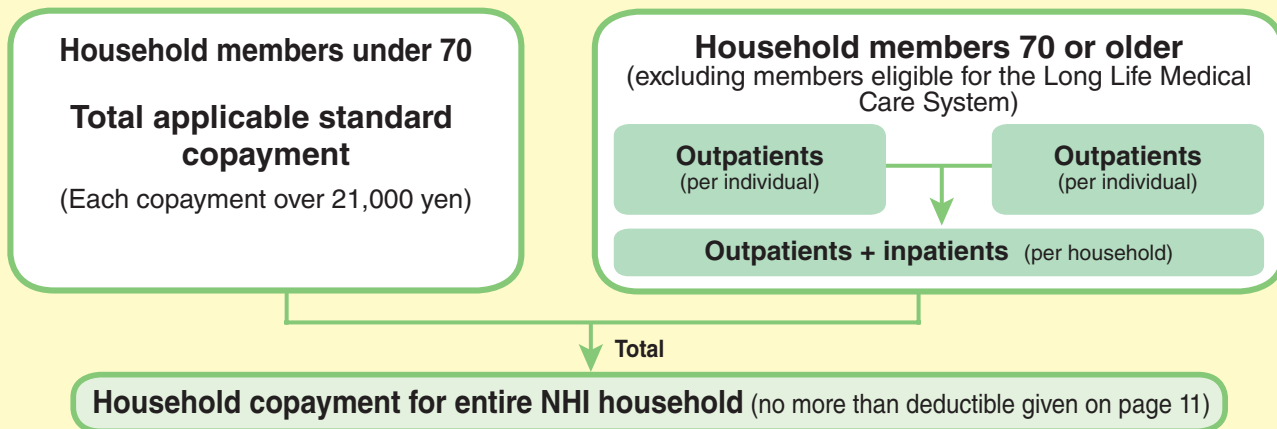 Household members under 70
Total applicable standard
copayment
(Each copayment over 21,000 yen)
Household members 70 or older
(excluding members eligible for the Long Life Medical
Care System)
Outpatients
(per individual)
Outpatients
(per individual)
Outpatients + inpatients (per household)
Total
Household copayment for entire NHI household (no more than deductible given on page 11)